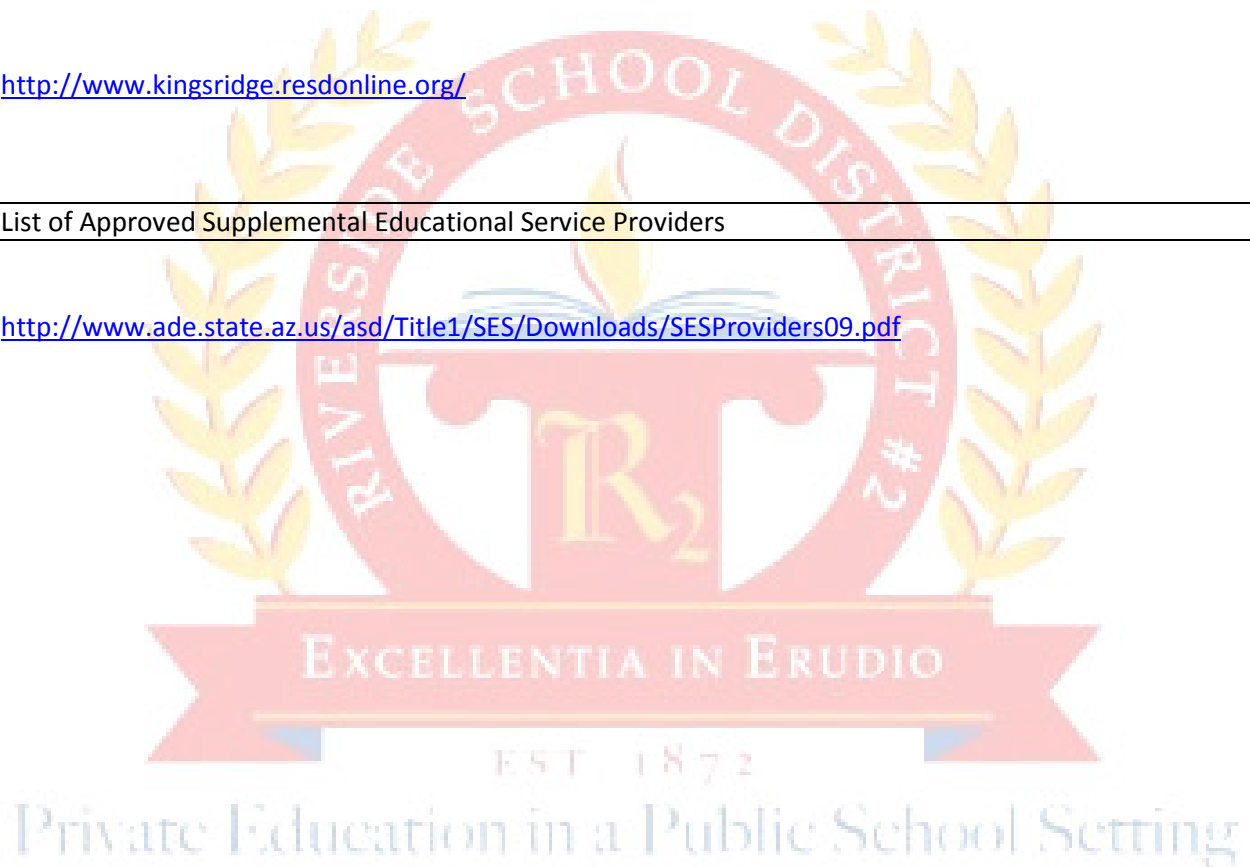 http://www.kingsridge.resdonline.org/
List of Approved Supplemental Educational Service Providers
http://www.ade.state.az.us/asd/Title1/SES/Downloads/SESProviders09.pdf
RIVERSIDE SCHOOL DISTRICT #2
R2
EXCELLENTIA IN ERUDIO
EST. 1872
Private Education in a Public School Setting